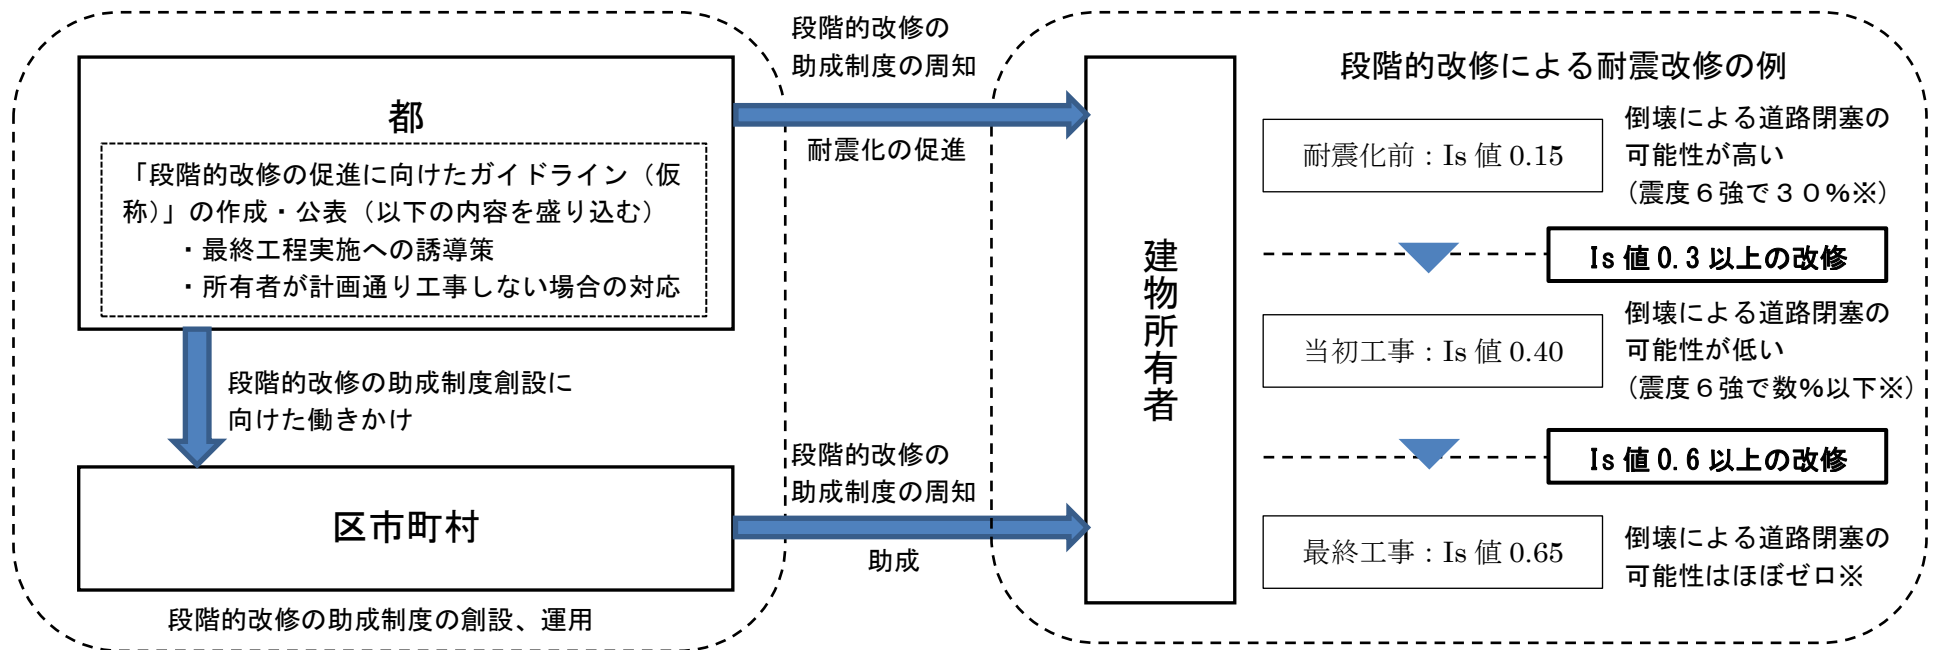 都
「段階的改修の促進に向けたガイドライン（仮
称）」の作成・公表（以下の内容を盛り込む）
・最終工程実施への誘導策
・所有者が計画通り工事しない場合の対応
段階的改修の助成制度創設に
向けた働きかけ
区市町村
段階的改修の助成制度の創設、運用
段階的改修の
助成制度の周知
耐震化の促進
段階的改修の
助成制度の周知
助成
建物所有者
段階的改修による耐震改修の例
耐震化前：Is 値 0.15
倒壊による道路閉塞の
可能性が高い
（震度６強で３０％※）
Is 値 0.3 以上の改修
当初工事：Is 値 0.40
倒壊による道路閉塞の
可能性が低い
（震度６強で数％以下※）
Is 値 0.6 以上の改修
最終工事：Is 値 0.65
倒壊による道路閉塞の
可能性はほぼゼロ※